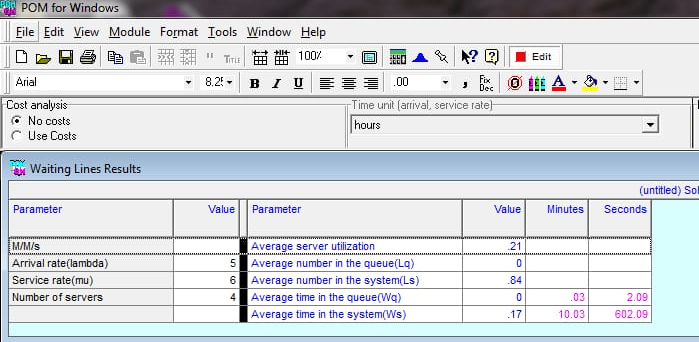 POM for Windows
File Edit View Module Format Tools Window Help
TITLE 100% Edit
Arial 8.2 B I U .00 , Fix Dec A
Cost analysis Time unit (arrival, service rate)
No costs hours
Use Costs
Waiting Lines Results
(untitled) Sol
Parameter Value Parameter Value Minutes Seconds
M/M/s Average server utilization .21
Arrival rate(lambda) 5 Average number in the queue(Lq) 0
Service rate(mu) 6 Average number in the system(Ls) .84
Number of servers 4 Average time in the queue(Wq) 0 .03 2.09
Average time in the system(Ws) .17 10.03 602.09